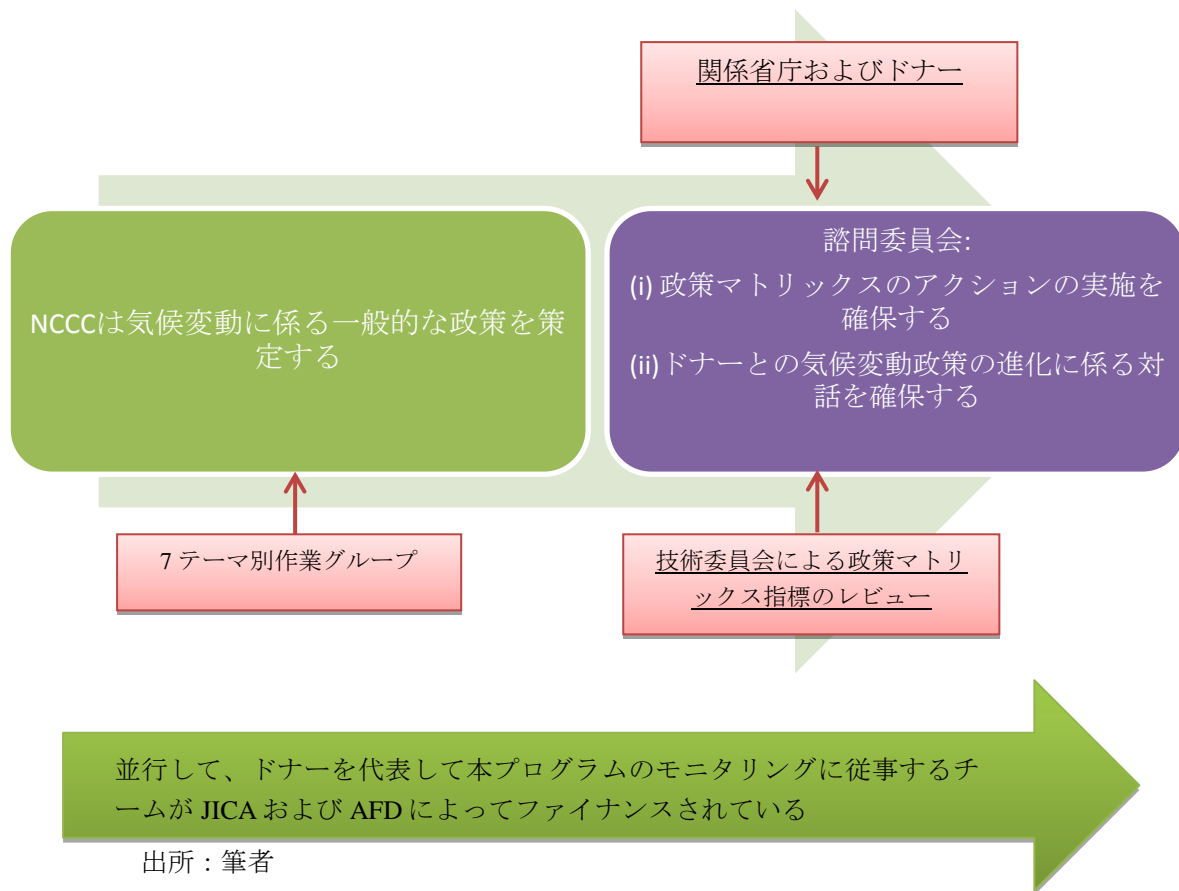 関係省庁およびドナー
NCCCは気候変動に係る一般的な政策を策
定する
諮問委員会:
(i) 政策マトリックスのアクションの実施を
確保する
(ii)ドナーとの気候変動政策の進化に係る対
話を確保する
7 テーマ別作業グループ
技術委員会による政策マトリ
ックス指標のレビュー
並行して、ドナーを代表して本プログラムのモニタリングに従事するチ
ームが JICA および AFD によってファイナンスされている
出所：筆者